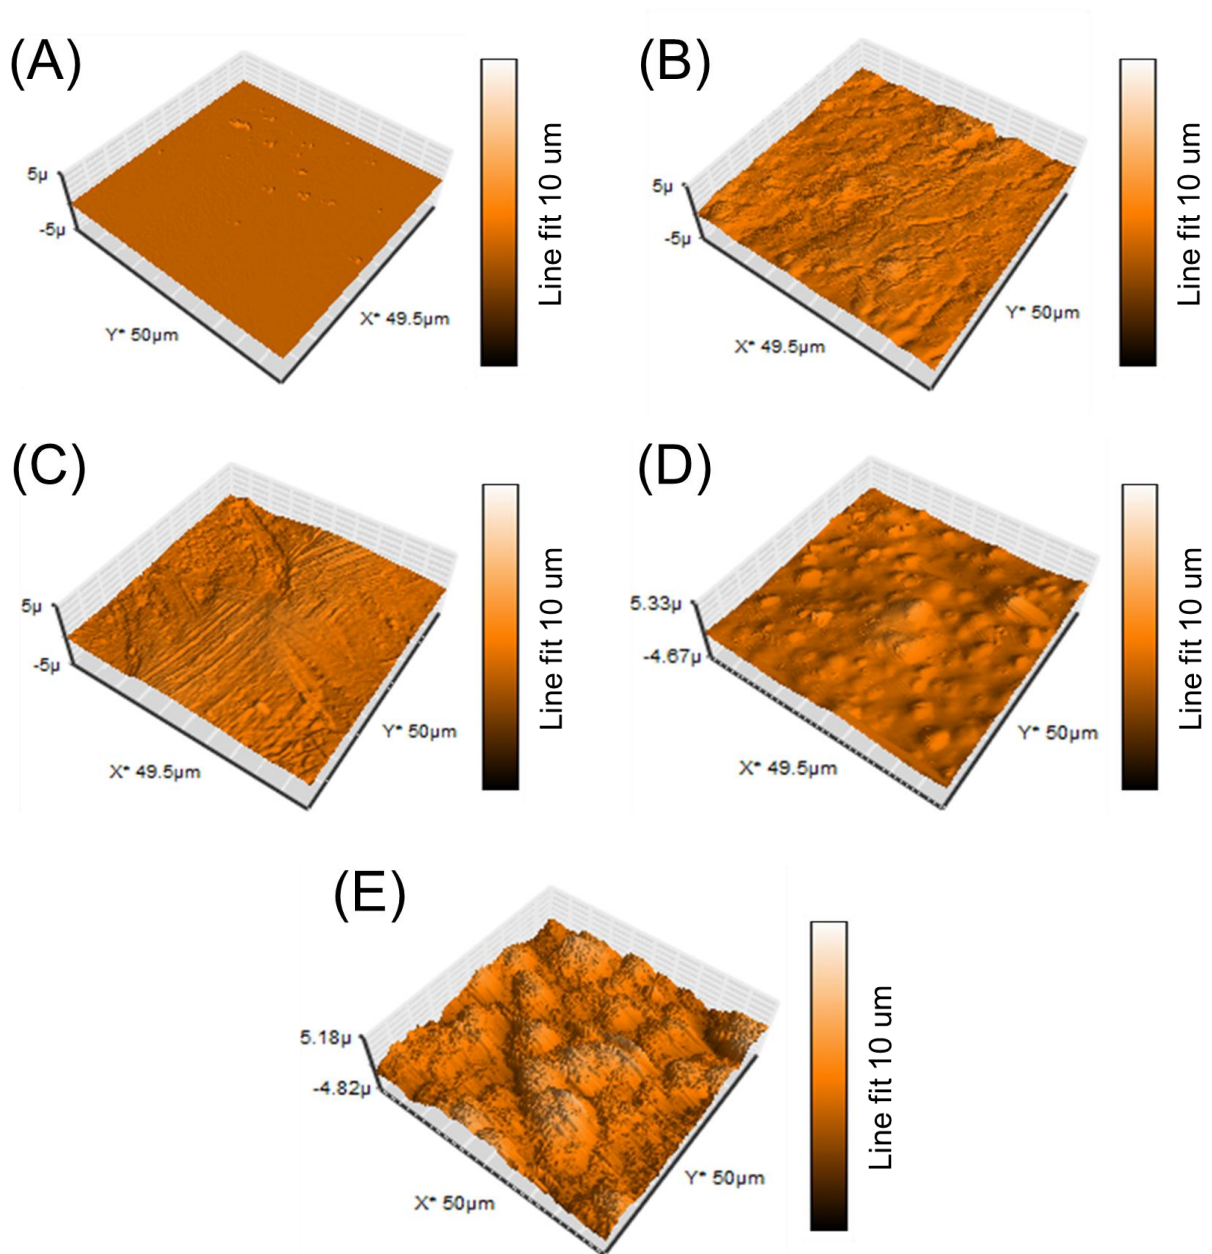 (A)
5µ
-5µ
Y* 50µm
X* 49.5µm
Line fit 10 um
(B)
5µ
-5µ
X* 49.5µm
Y* 50µm
Line fit 10 um
(C)
5µ
-5µ
X* 49.5µm
Y* 50µm
Line fit 10 um
(D)
5.33µ
-4.67µ
X* 49.5µm
Y* 50µm
Line fit 10 um
(E)
5.18µ
-4.82µ
X* 50µm
Y* 50µm
Line fit 10 um